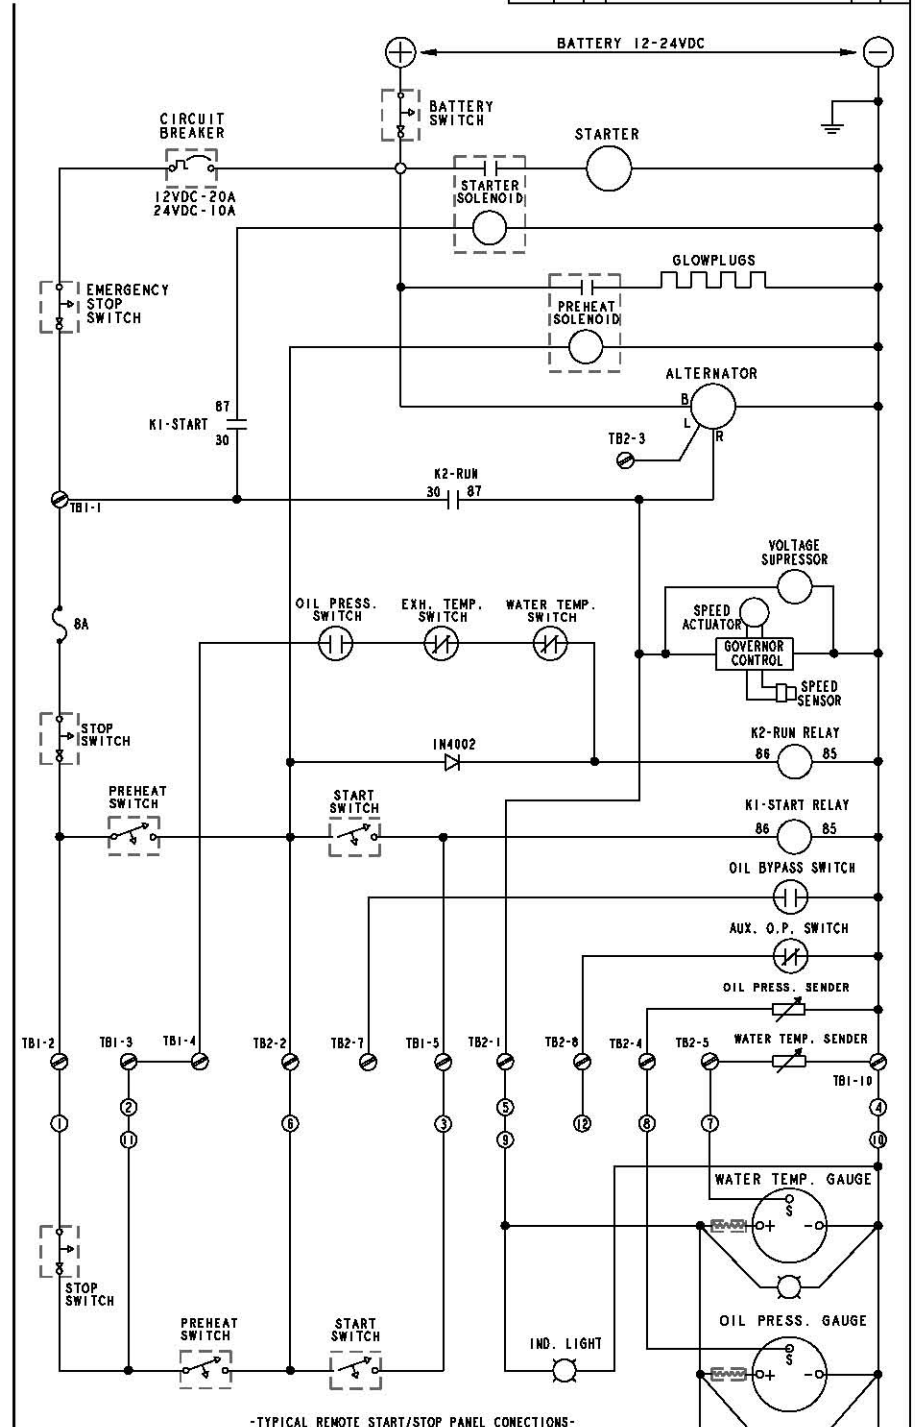 BATTERY 12-24VDC
BATTERY
SWITCH
CIRCUIT
BREAKER
12VDC-20A
24VDC-10A
STARTER
STARTER
SOLENOID
GLOWPLUGS
EMERGENCY
STOP
SWITCH
PREHEAT
SOLENOID
ALTERNATOR
B
L
R
87
K1-START
30
TB2-3
K2-RUN
30 87
TB1-1
VOLTAGE
SUPRESSOR
SPEED
ACTUATOR
GOVERNOR
CONTROL
SPEED
SENSOR
OIL PRESS.
SWITCH
EXH. TEMP.
SWITCH
WATER TEMP.
SWITCH
8A
STOP
SWITCH
1N4002
K2-RUN RELAY
86 85
PREHEAT
SWITCH
START
SWITCH
K1-START RELAY
86 85
OIL BYPASS SWITCH
AUX. O.P. SWITCH
OIL PRESS. SENDER
WATER TEMP. SENDER
TB1-2 TB1-3 TB1-4 TB2-2 TB2-7 TB1-5 TB2-1 TB2-8 TB2-4 TB2-5
TB1-10
1 2 6 3 5 12 8 7 4
11 9 10
WATER TEMP. GAUGE
S
+ -
STOP
SWITCH
PREHEAT
SWITCH
START
SWITCH
IND. LIGHT
OIL PRESS. GAUGE
S
+ -
-TYPICAL REMOTE START/STOP PANEL CONECTIONS-